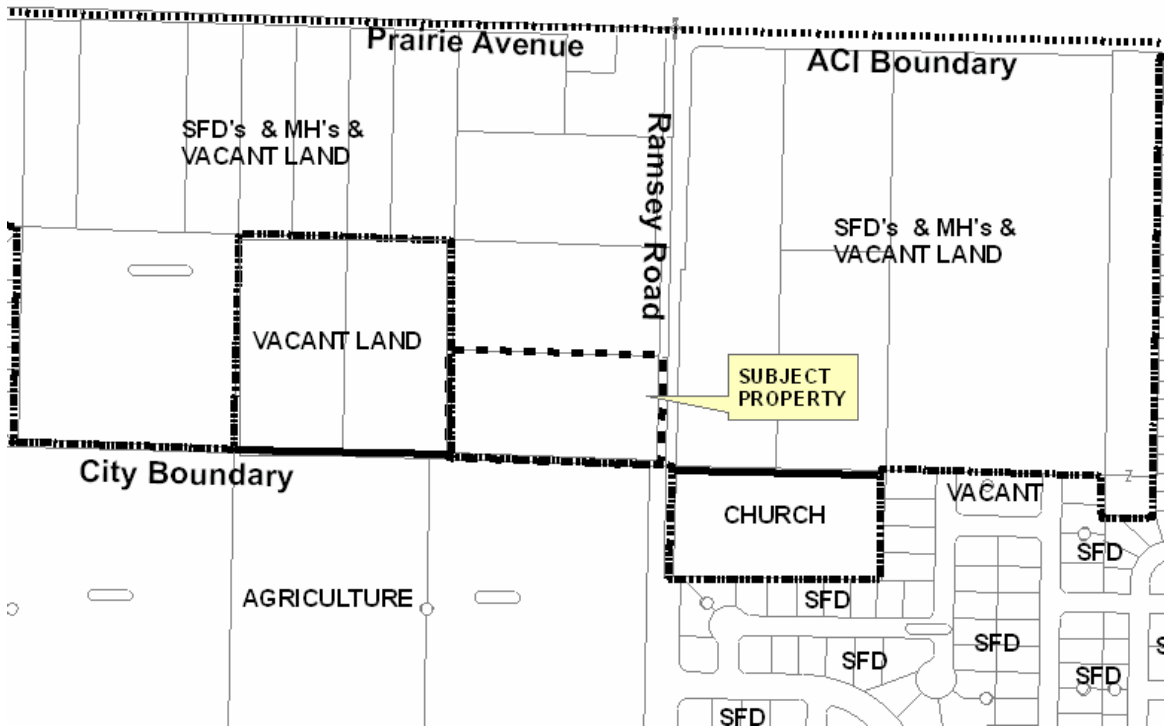 Prairie Avenue
ACI Boundary
SFD's & MH's &
VACANT LAND
Ramsey Road
SFD's & MH's &
VACANT LAND
VACANT LAND
SUBJECT
PROPERTY
City Boundary
VACANT
CHURCH
SFD
AGRICULTURE
SFD
SFD
S
SFD
SFD
SFD